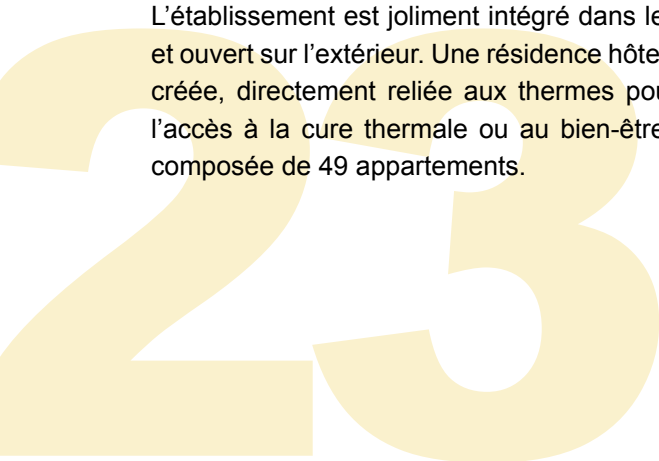 L’établissement est joliment intégré dans le
et ouvert sur l’extérieur. Une résidence hôte
créée, directement reliée aux thermes pou
l’accès à la cure thermale ou au bien-être
composée de 49 appartements.
23